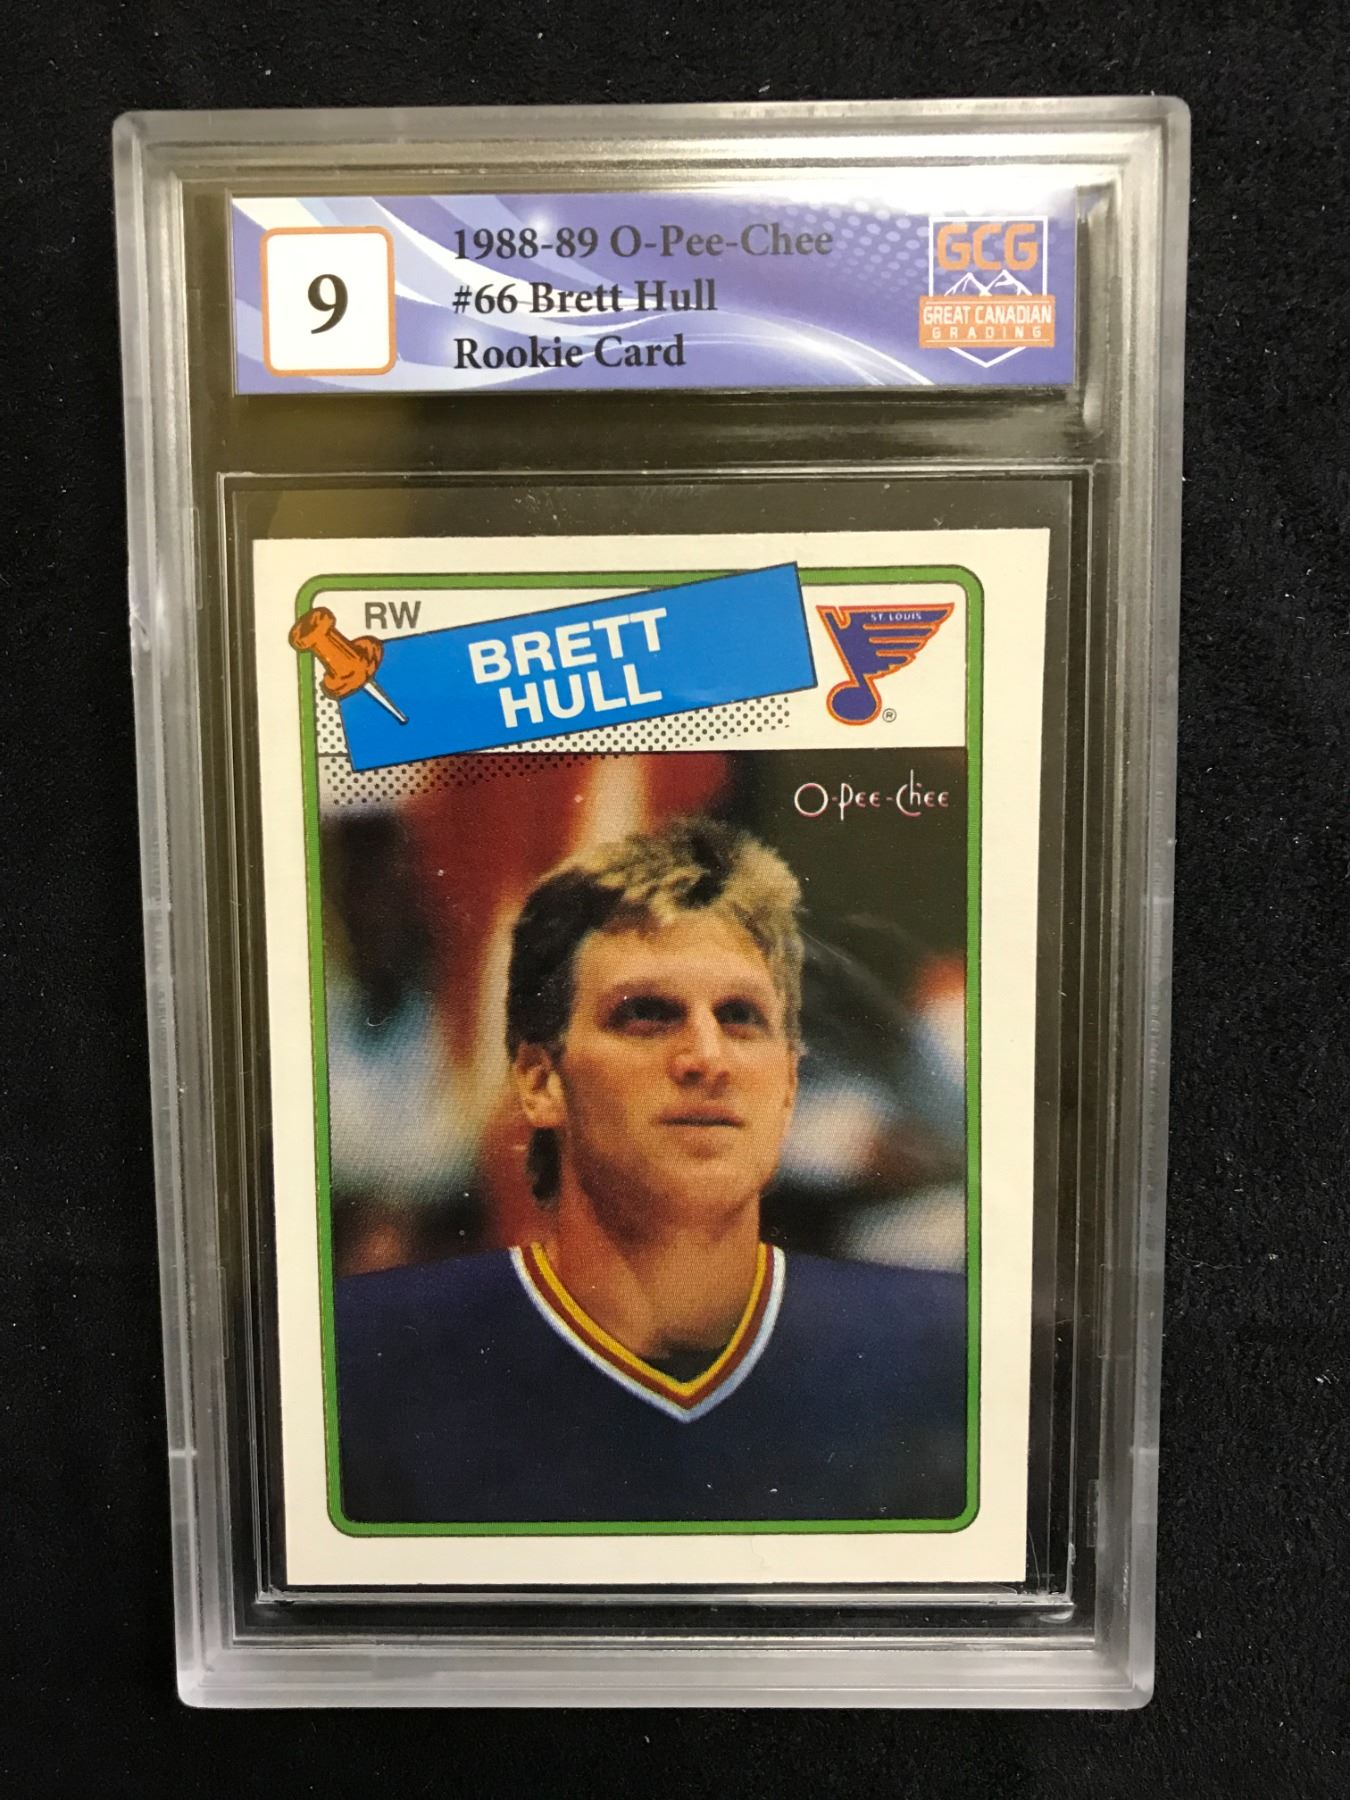 9
1988-89 O-Pee-Chee
#66 Brett Hull
Rookie Card
GCG
GREAT CANADIAN
GRADING
RW
BRETT
HULL
ST. LOUIS
®
O-Pee-Chee